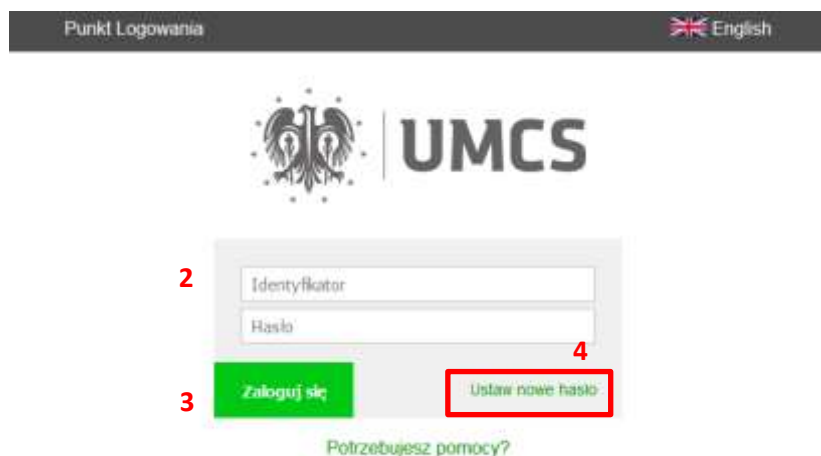 Punkt Logowania English
UMCS
2 Identyfikator
Hasło
4
3 Zaloguj się Ustaw nowe hasło
Potrzebujesz pomocy?